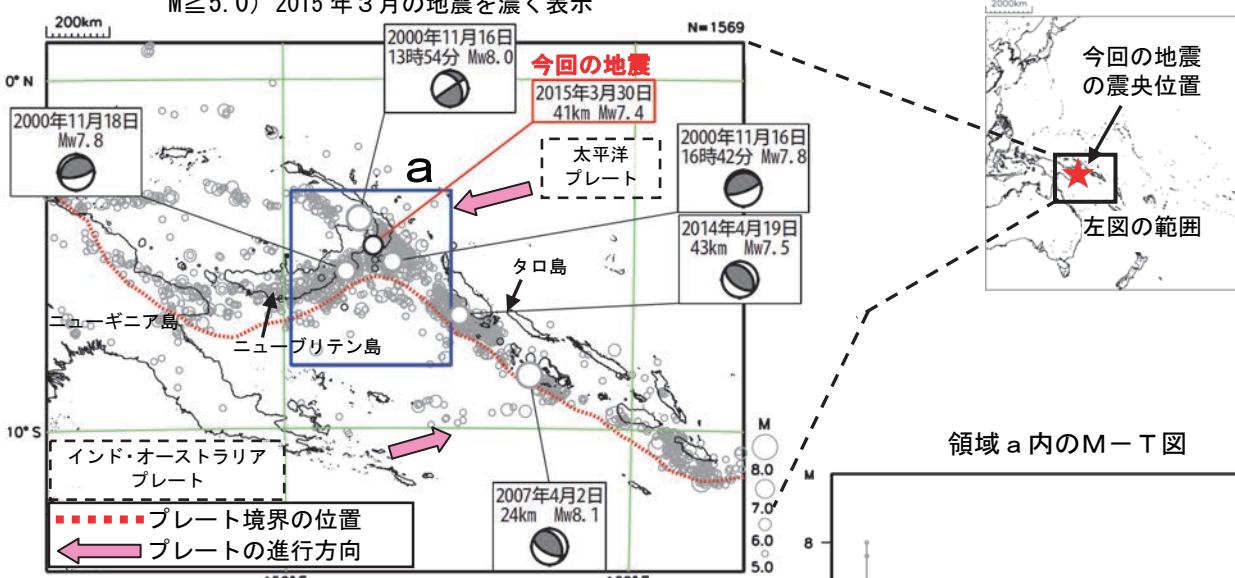 M≧5.0) 2015年3月の地震を濃く表示
200km
N=1569
0°N
2000年11月16日
13時54分 Mw8.0
今回の地震
2015年3月30日
41km Mw7.4
2000年11月18日
Mw7.8
a
太平洋
プレート
2000年11月16日
16時42分 Mw7.8
2014年4月19日
43km Mw7.5
タロ島
ニューギニア島
ニューブリテン島
10°S
インド・オーストラリア
プレート
2007年4月2日
24km Mw8.1
プレート境界の位置
プレートの進行方向
M
8.0
7.0
6.0
5.0
2000km
今回の地震
の震央位置
左図の範囲
領域a内のM-T図
M
8